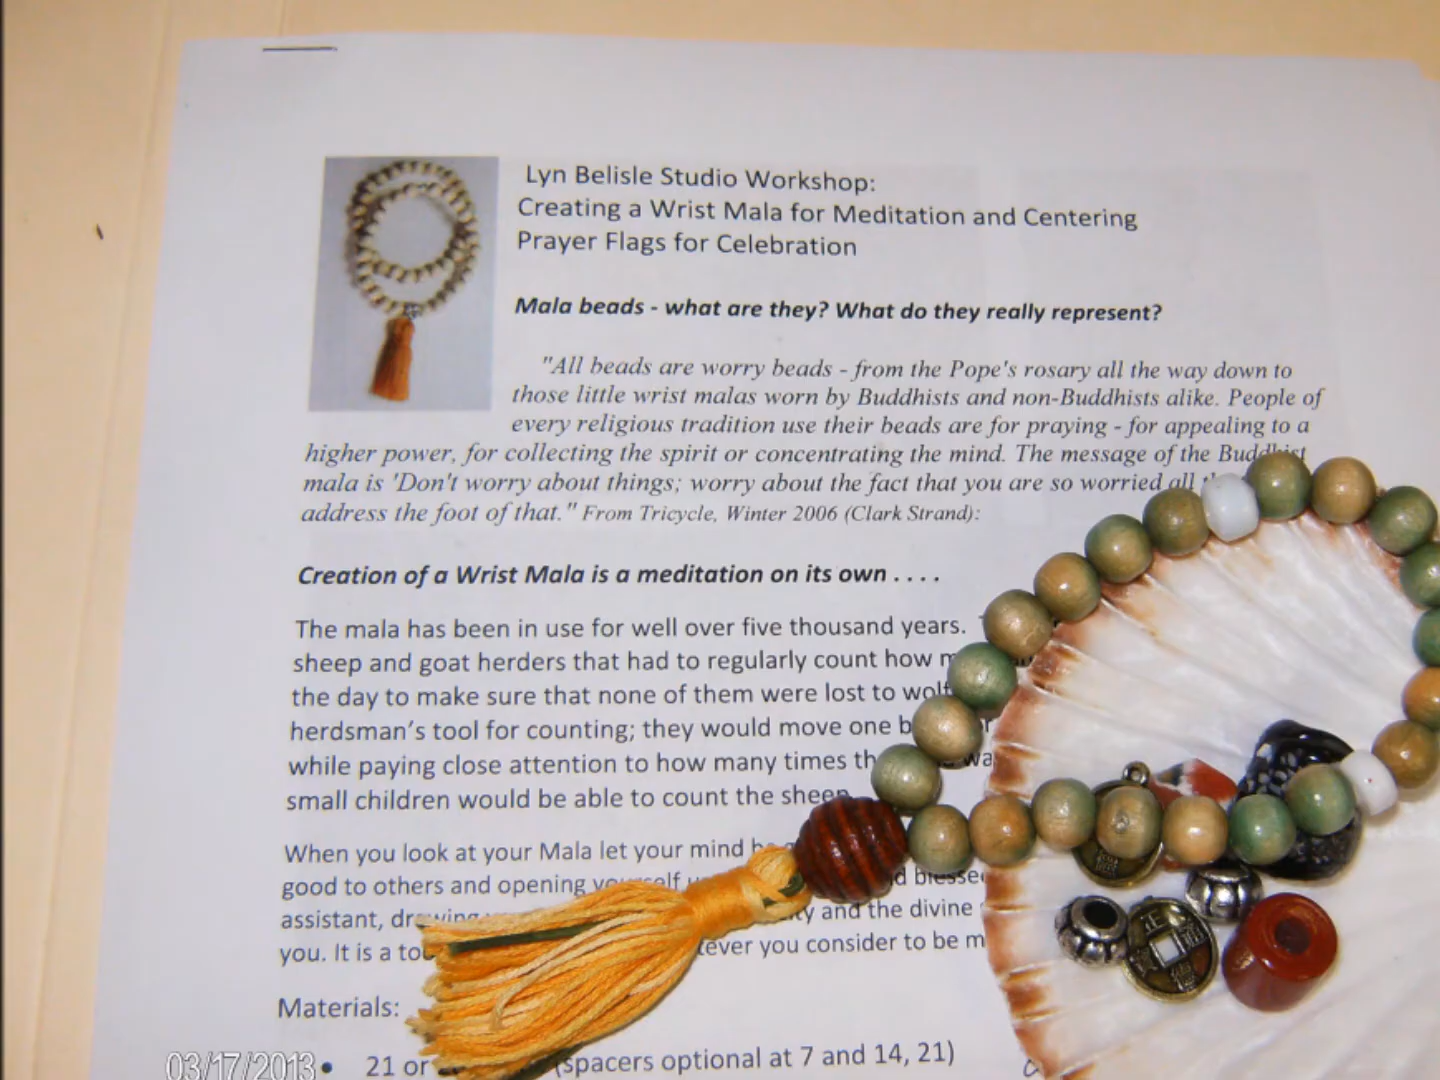 Lyn Belisle Studio Workshop:
Creating a Wrist Mala for Meditation and Centering
Prayer Flags for Celebration
Mala beads - what are they? What do they really represent?
"All beads are worry beads - from the Pope's rosary all the way down to
those little wrist malas worn by Buddhists and non-Buddhists alike. People of
every religious tradition use their beads are for praying - for appealing to a
higher power, for collecting the spirit or concentrating the mind. The message of the Buddhist
mala is 'Don't worry about things; worry about the fact that you are so worried all
address the foot of that." From Tricycle, Winter 2006 (Clark Strand):
Creation of a Wrist Mala is a meditation on its own . . . .
The mala has been in use for well over five thousand years.
sheep and goat herders that had to regularly count how
the day to make sure that none of them were lost to
herdsman's tool for counting; they would move one
while paying close attention to how many times
small children would be able to count the sheep
When you look at your Mala let your mind
good to others and opening yourself
assistant, drawing and the divine
you. It is a consider to be
Materials:
• 21 or (spacers optional at 7 and 14, 21)
03/17/2013